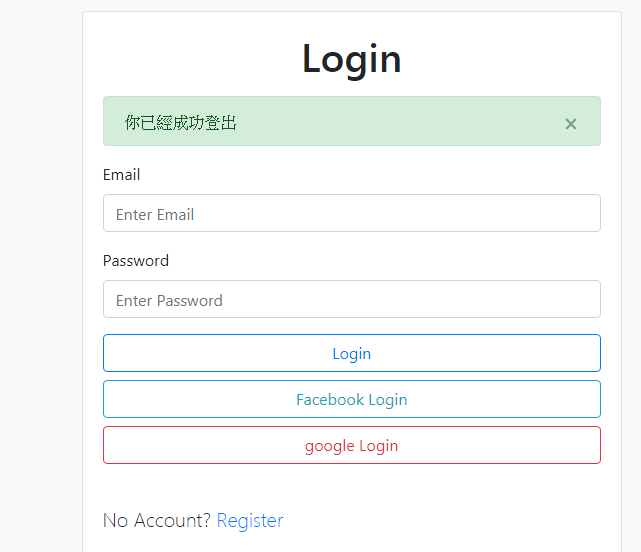 Login
你已經成功登出 ×
Email
Enter Email
Password
Enter Password
Login
Facebook Login
google Login
No Account? Register